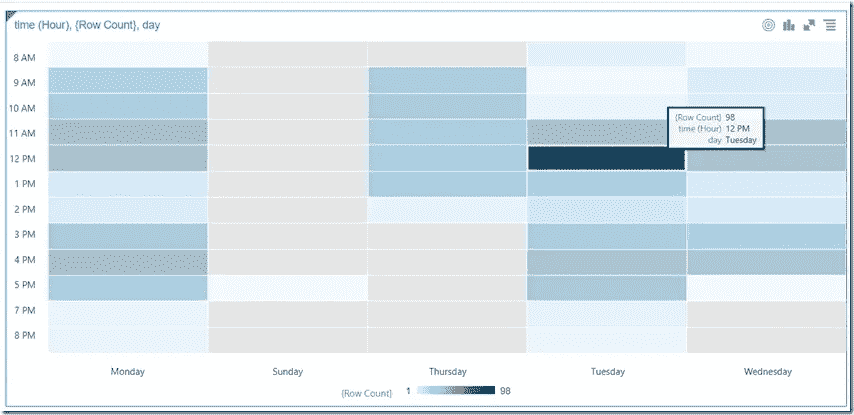 time (Hour), {Row Count}, day
8 AM
9 AM
10 AM
11 AM
12 PM
1 PM
2 PM
3 PM
4 PM
5 PM
7 PM
8 PM
{Row Count} 98
time (Hour) 12 PM
day Tuesday
Monday Sunday Thursday Tuesday Wednesday
{Row Count} 1 98